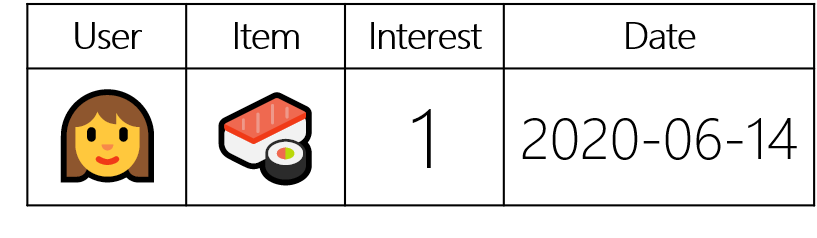 User Item Interest Date
1 2020-06-14